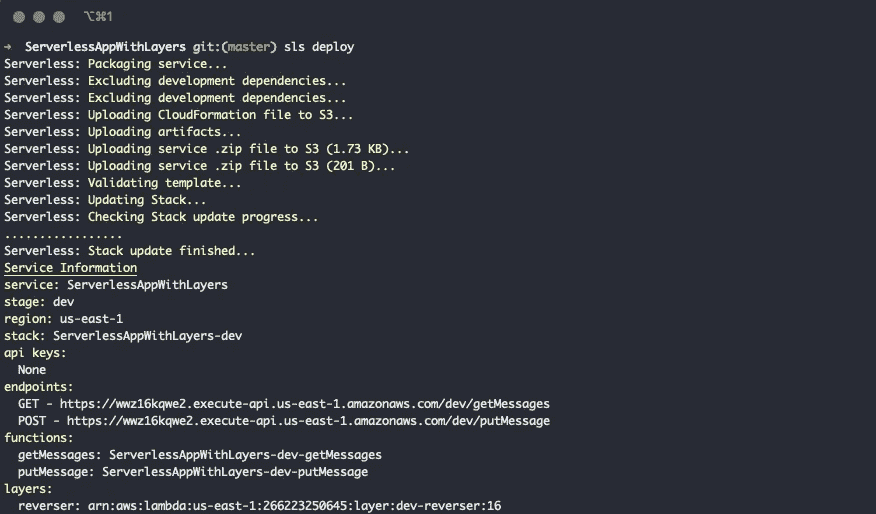 ⌥⌘1
→ ServerlessAppWithLayers git:(master) sls deploy
Serverless: Packaging service...
Serverless: Excluding development dependencies...
Serverless: Excluding development dependencies...
Serverless: Uploading CloudFormation file to S3...
Serverless: Uploading artifacts...
Serverless: Uploading service .zip file to S3 (1.73 KB)...
Serverless: Uploading service .zip file to S3 (201 B)...
Serverless: Validating template...
Serverless: Updating Stack...
Serverless: Checking Stack update progress...
.................
Serverless: Stack update finished...
Service Information
service: ServerlessAppWithLayers
stage: dev
region: us-east-1
stack: ServerlessAppWithLayers-dev
api keys:
  None
endpoints:
  GET - https://wwz16kqwe2.execute-api.us-east-1.amazonaws.com/dev/getMessages
  POST - https://wwz16kqwe2.execute-api.us-east-1.amazonaws.com/dev/putMessage
functions:
  getMessages: ServerlessAppWithLayers-dev-getMessages
  putMessage: ServerlessAppWithLayers-dev-putMessage
layers:
  reverser: arn:aws:lambda:us-east-1:266223250645:layer:dev-reverser:16